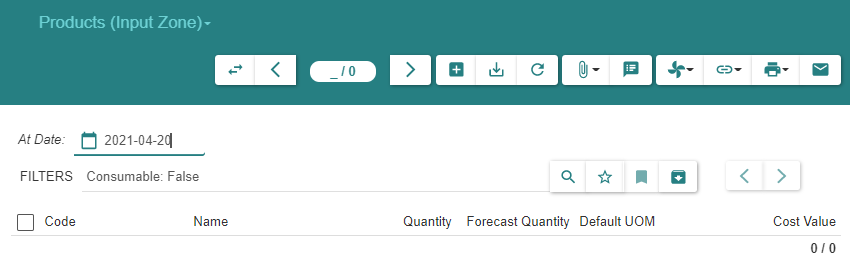 Products (Input Zone)
_ / 0
At Date: 2021-04-20
FILTERS Consumable: False
Code Name Quantity Forecast Quantity Default UOM Cost Value
0 / 0